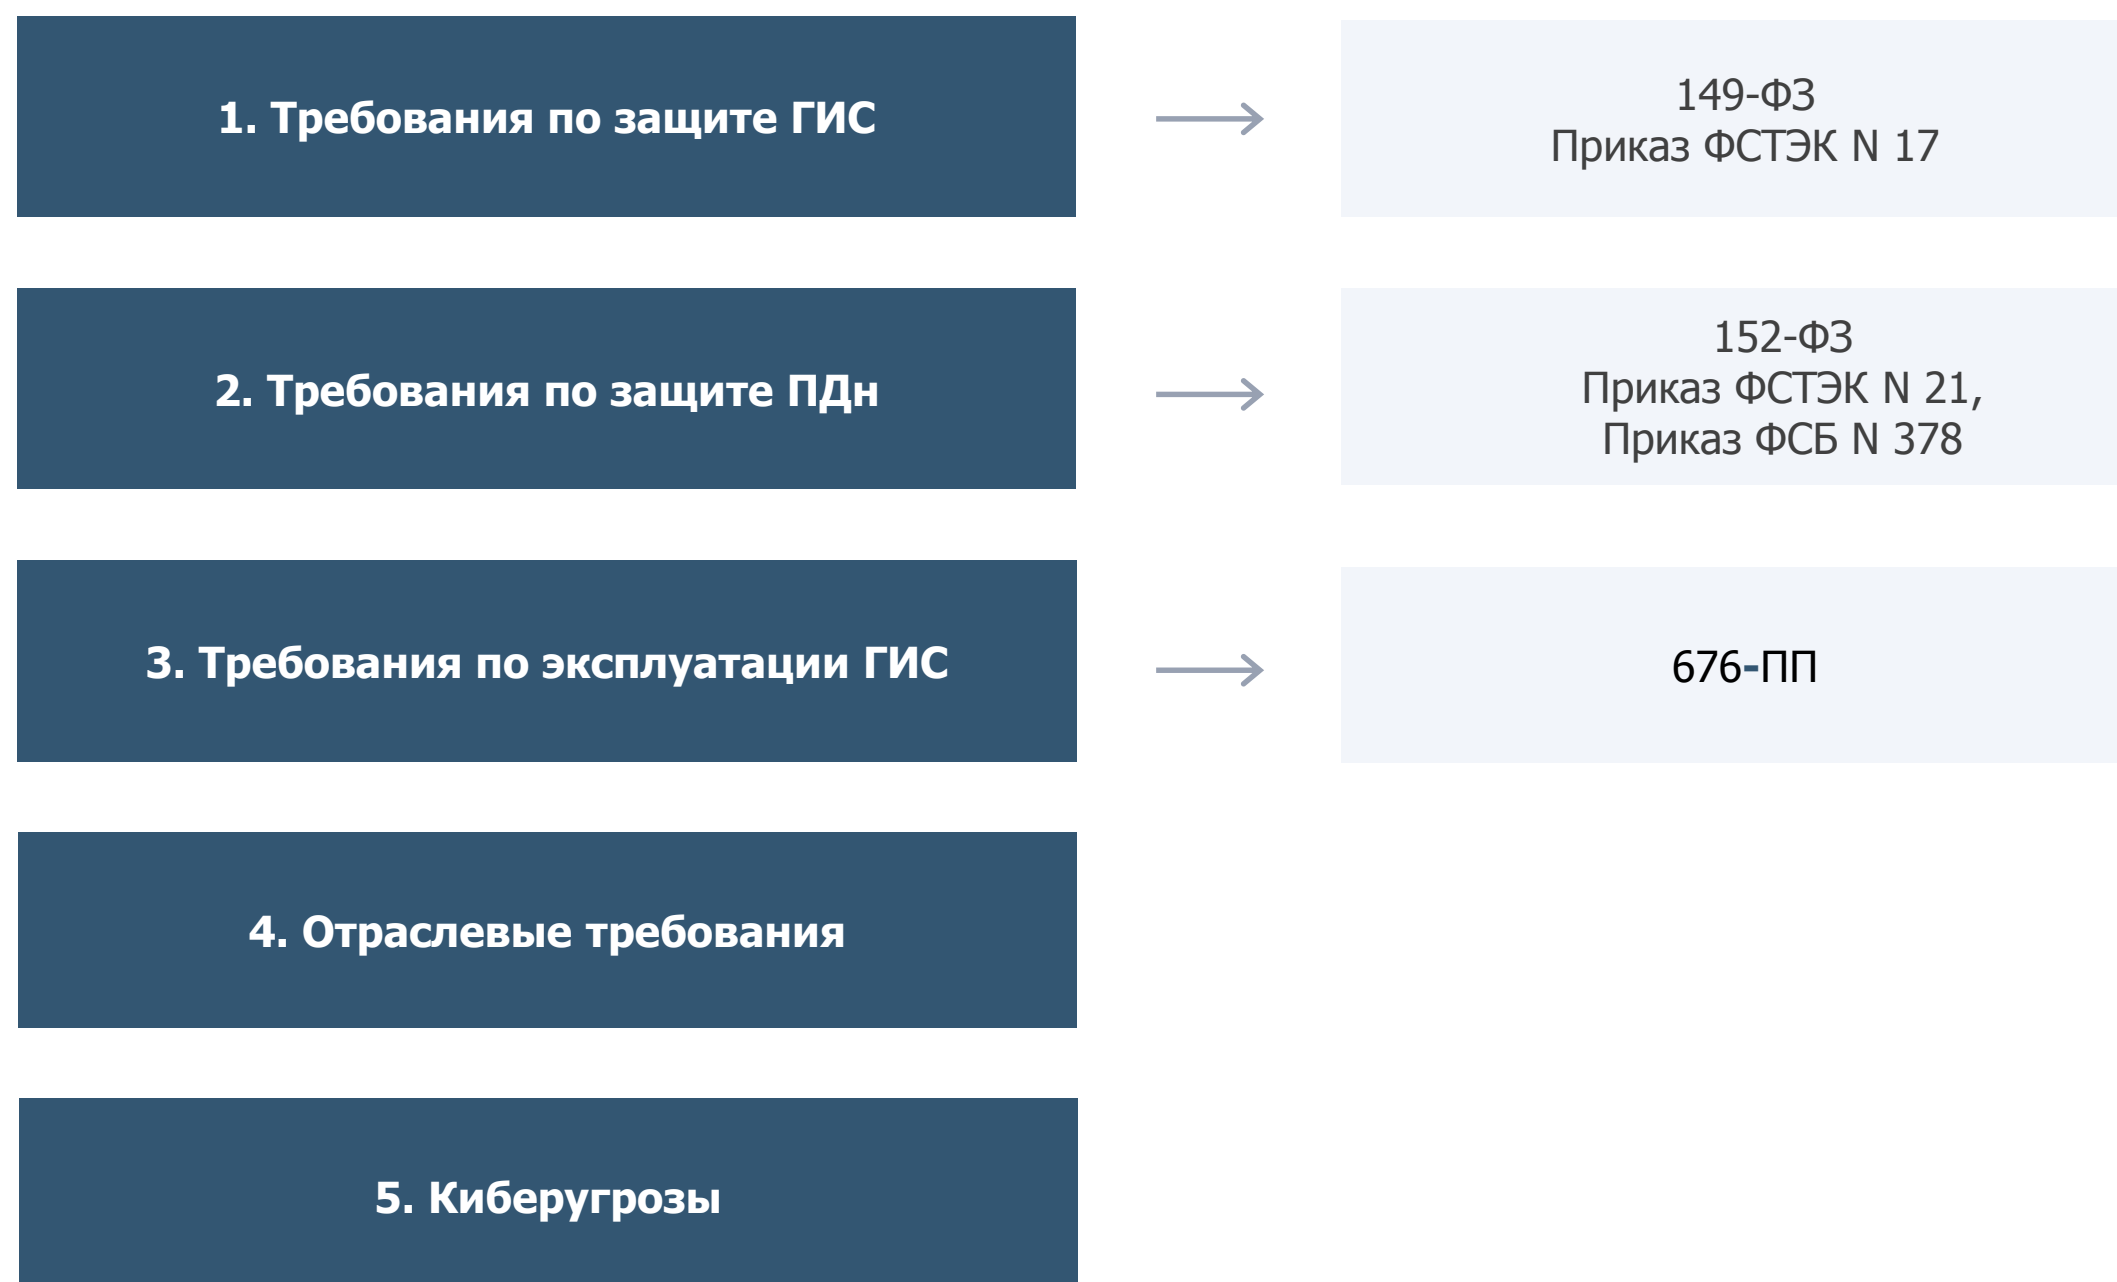 1. Требования по защите ГИС
149-ФЗ
Приказ ФСТЭК N 17
2. Требования по защите ПДн
152-ФЗ
Приказ ФСТЭК N 21,
Приказ ФСБ N 378
3. Требования по эксплуатации ГИС
676-ПП
4. Отраслевые требования
5. Киберугрозы